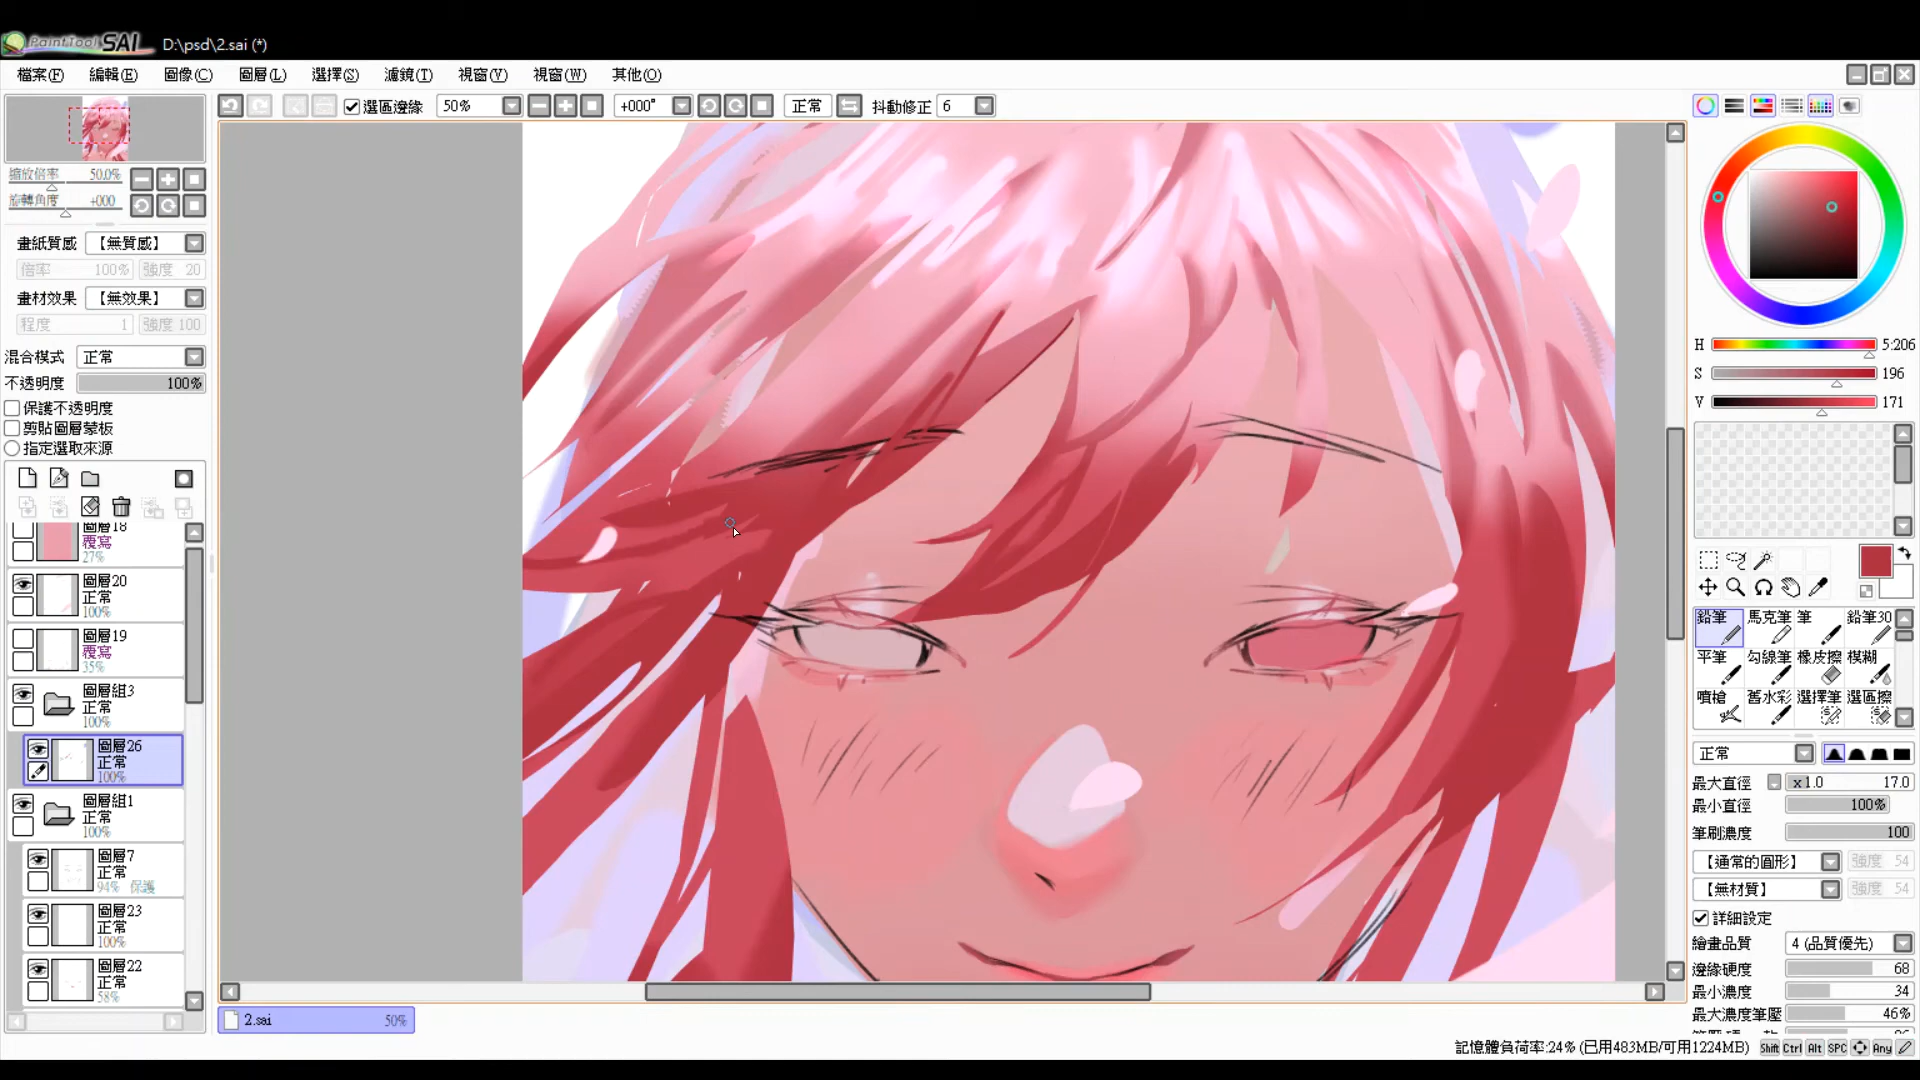 PaintTool SAI D:\psd\2.sai (*)
檔案(F) 編輯(E) 圖像(C) 圖層(L) 選擇(S) 濾鏡(T) 視窗(V) 視窗(W) 其他(O)
選區邊緣 50% +000° 正常 抖動修正 6
縮放倍率 50.0%
旋轉角度 +000
畫紙質感 【無質感】
倍率 100% 強度 20
畫材效果 【無效果】
程度 1 強度 100
混合模式 正常
不透明度 100%
保護不透明度
剪貼圖層蒙板
指定選取來源
圖層18
覆寫
27%
圖層20
正常
100%
圖層19
覆寫
35%
圖層組3
正常
100%
圖層26
正常
100%
圖層組1
正常
100%
圖層7
正常
94% 保護
圖層23
正常
100%
圖層22
正常
58%
H 5:206
S 196
V 171
鉛筆 馬克筆 筆 鉛筆30
平筆 勾線筆 橡皮擦 模糊
噴槍 舊水彩 選擇筆 選區擦
正常
最大直徑 x1.0 17.0
最小直徑 100%
筆刷濃度 100
【通常的圓形】 強度 54
【無材質】 強度 54
詳細設定
繪畫品質 4 (品質優先)
邊緣硬度 68
最小濃度 34
最大濃度筆壓 46%
2.sai 50%
記憶體負荷率:24% (已用483MB/可用1224MB) Shift Ctrl Alt SPC Any